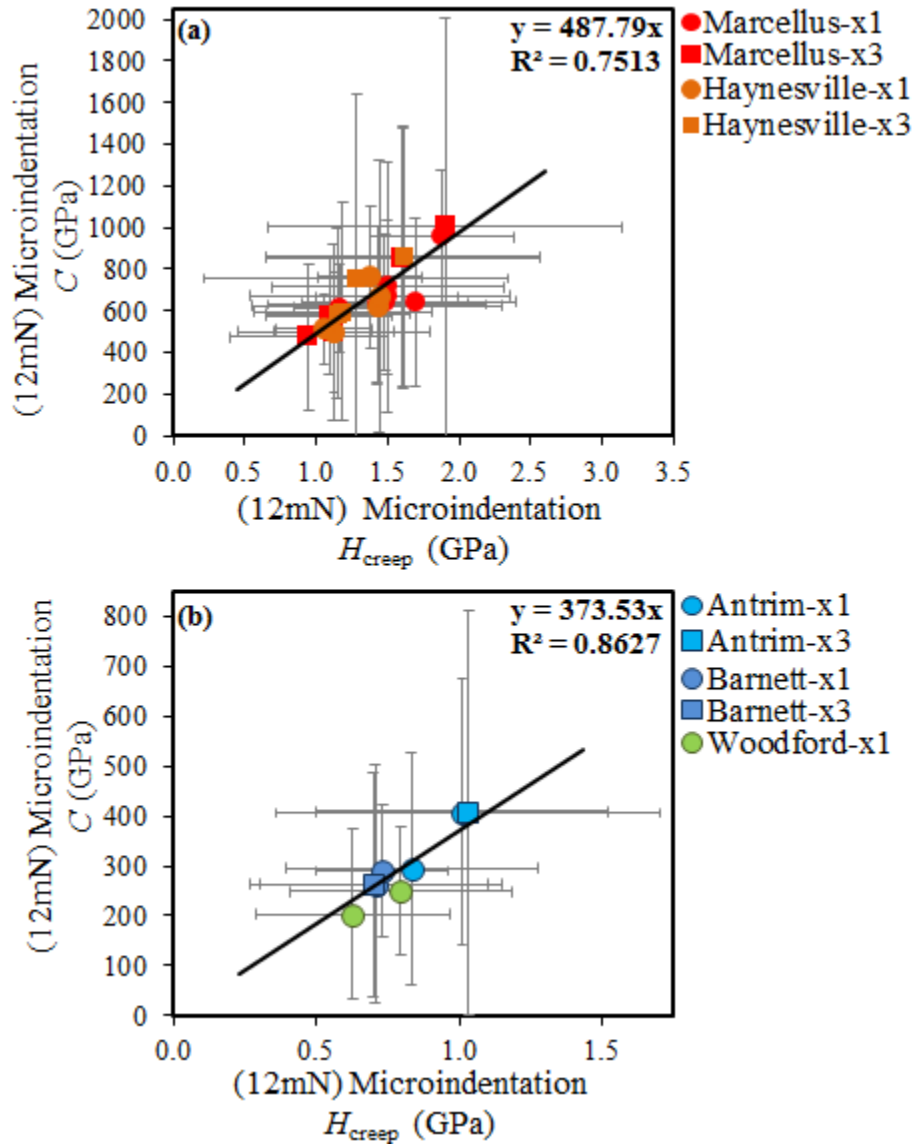 (a)
y = 487.79x
R² = 0.7513
Marcellus-x1
Marcellus-x3
Haynesville-x1
Haynesville-x3
(12mN) Microindentation
C (GPa)
2000
1800
1600
1400
1200
1000
800
600
400
200
0
0.0 0.5 1.0 1.5 2.0 2.5 3.0 3.5
(12mN) Microindentation
Hcreep (GPa)
(b)
y = 373.53x
R² = 0.8627
Antrim-x1
Antrim-x3
Barnett-x1
Barnett-x3
Woodford-x1
(12mN) Microindentation
C (GPa)
800
700
600
500
400
300
200
100
0
0.0 0.5 1.0 1.5
(12mN) Microindentation
Hcreep (GPa)